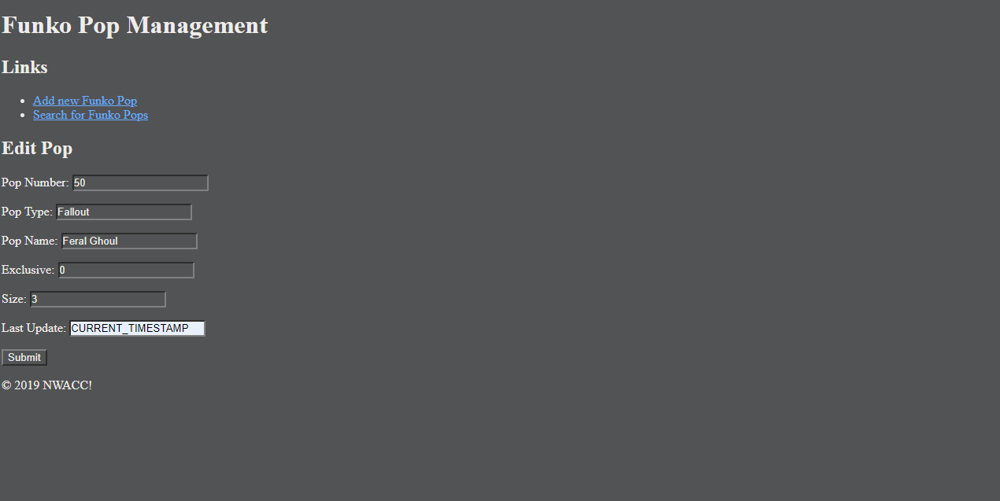 Funko Pop Management
Links
Add new Funko Pop
Search for Funko Pops
Edit Pop
Pop Number: 50
Pop Type: Fallout
Pop Name: Feral Ghoul
Exclusive: 0
Size: 3
Last Update: CURRENT_TIMESTAMP
Submit
© 2019 NWACC!